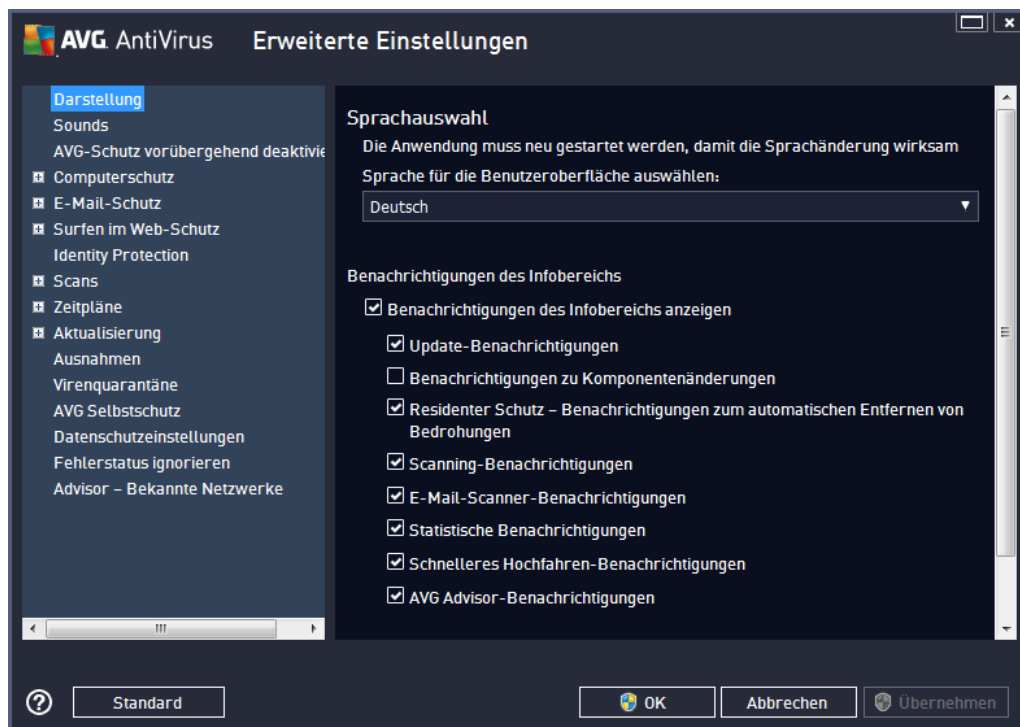 AVG AntiVirus Erweiterte Einstellungen
Darstellung
Sounds
AVG-Schutz vorübergehend deaktivie
Computerschutz
E-Mail-Schutz
Surfen im Web-Schutz
Identity Protection
Scans
Zeitpläne
Aktualisierung
Ausnahmen
Virenquarantäne
AVG Selbstschutz
Datenschutzeinstellungen
Fehlerstatus ignorieren
Advisor – Bekannte Netzwerke
Sprachauswahl
Die Anwendung muss neu gestartet werden, damit die Sprachänderung wirksam
Sprache für die Benutzeroberfläche auswählen:
Deutsch
Benachrichtigungen des Infobereichs
Benachrichtigungen des Infobereichs anzeigen
Update-Benachrichtigungen
Benachrichtigungen zu Komponentenänderungen
Residenter Schutz – Benachrichtigungen zum automatischen Entfernen von
Bedrohungen
Scanning-Benachrichtigungen
E-Mail-Scanner-Benachrichtigungen
Statistische Benachrichtigungen
Schnelleres Hochfahren-Benachrichtigungen
AVG Advisor-Benachrichtigungen
? Standard OK Abbrechen Übernehmen